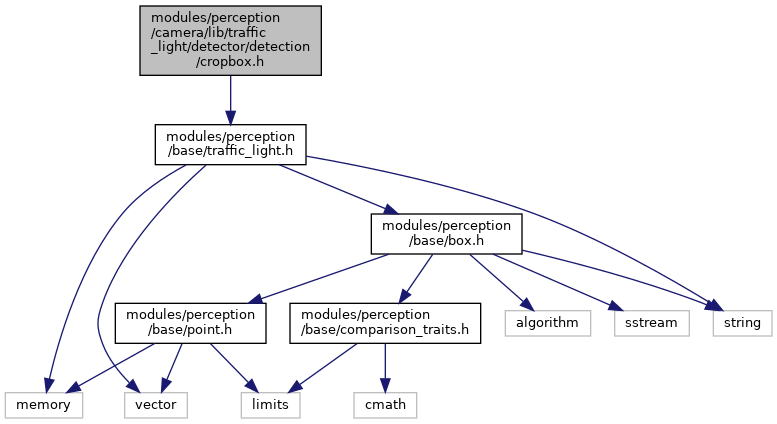 modules/perception
/camera/lib/traffic
_light/detector/detection
/cropbox.h
modules/perception
/base/traffic_light.h
modules/perception
/base/box.h
modules/perception
/base/point.h
modules/perception
/base/comparison_traits.h
algorithm
sstream
string
memory
vector
limits
cmath